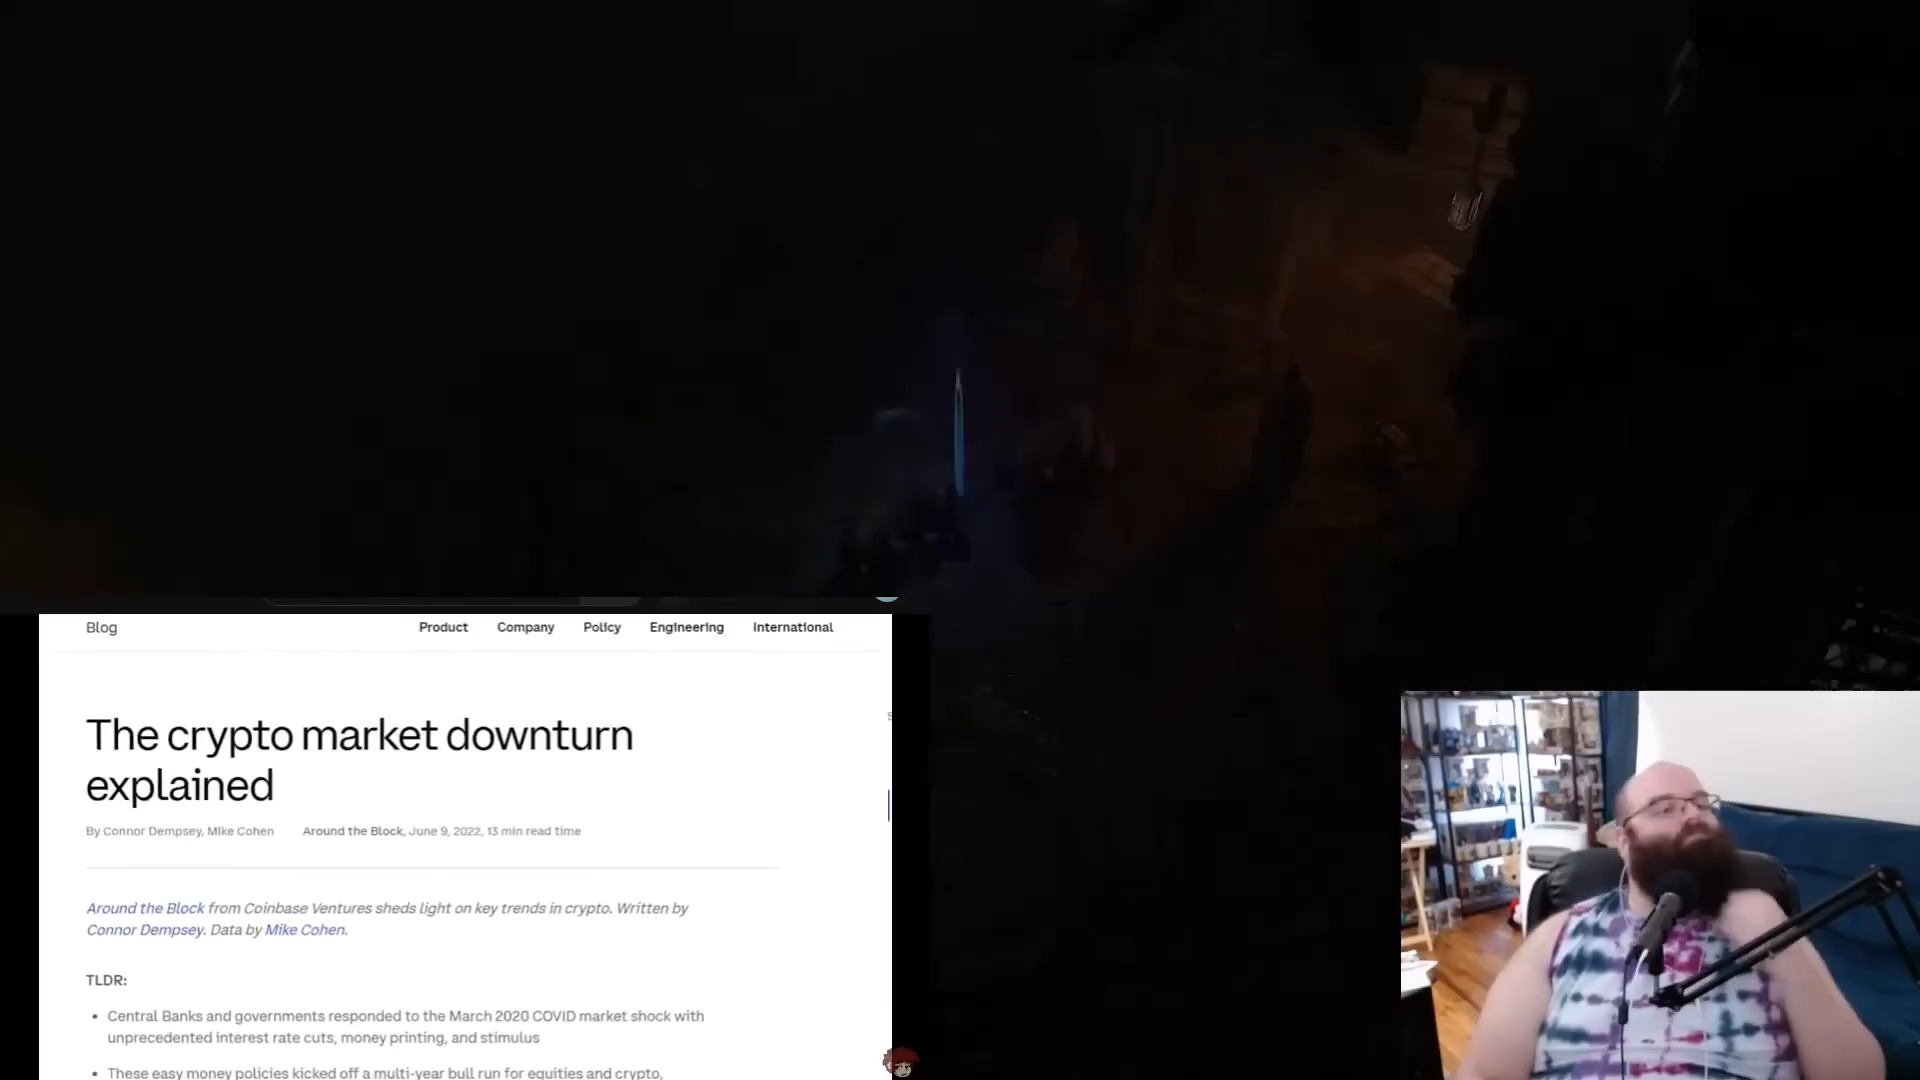 Blog
Product Company Policy Engineering International
The crypto market downturn
explained
By Connor Dempsey, Mike Cohen Around the Block, June 9, 2022, 13 min read time
Around the Block from Coinbase Ventures sheds light on key trends in crypto. Written by
Connor Dempsey. Data by Mike Cohen.
TLDR:
• Central Banks and governments responded to the March 2020 COVID market shock with
unprecedented interest rate cuts, money printing, and stimulus
• These easy money policies kicked off a multi-year bull run for equities and crypto,